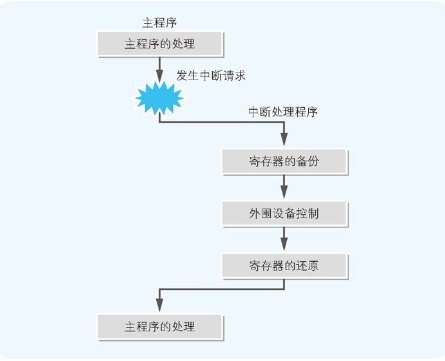 主程序
主程序的处理
发生中断请求
中断处理程序
寄存器的备份
外围设备控制
寄存器的还原
主程序的处理